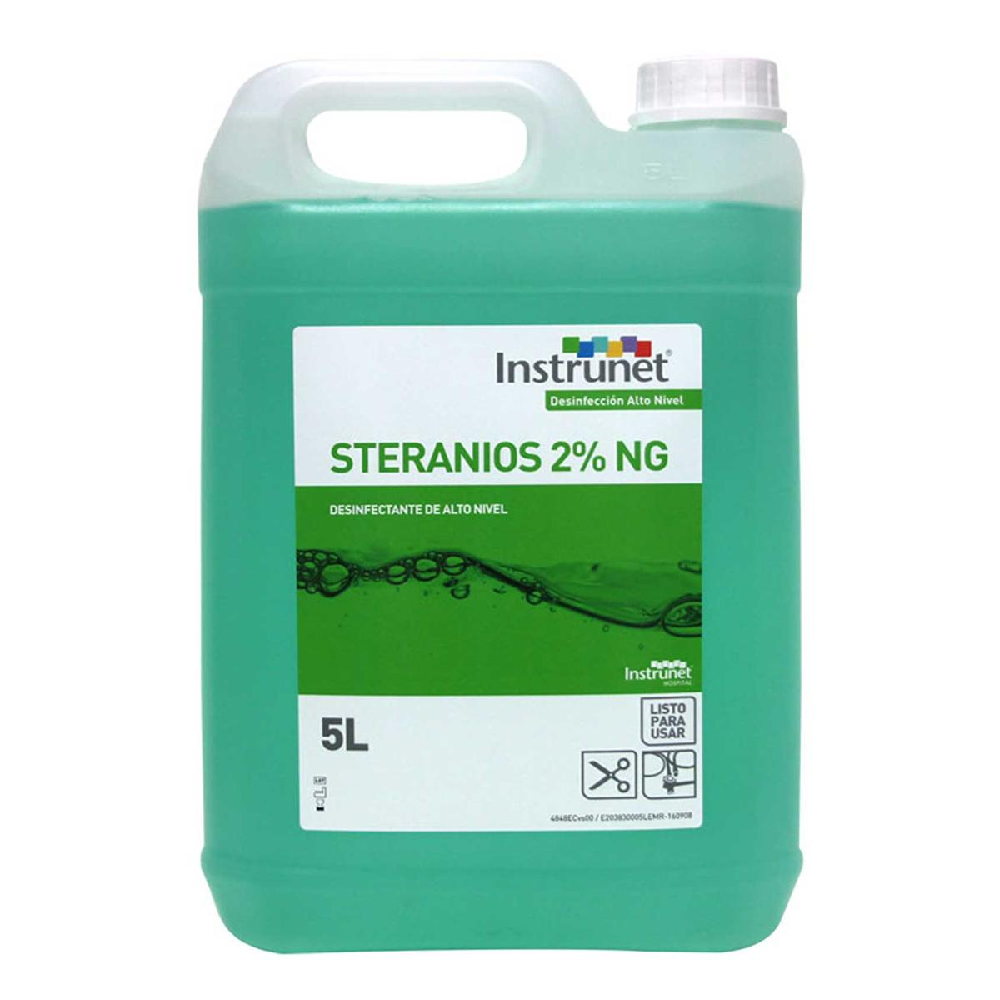 5L
Instrunet®
Desinfección Alto Nivel
STERANIOS 2% NG
DESINFECTANTE DE ALTO NIVEL
Instrunet
HOSPITAL
LISTO
PARA
USAR
5L
LOT
4848ECvs00 / E203830005LEMR-160908